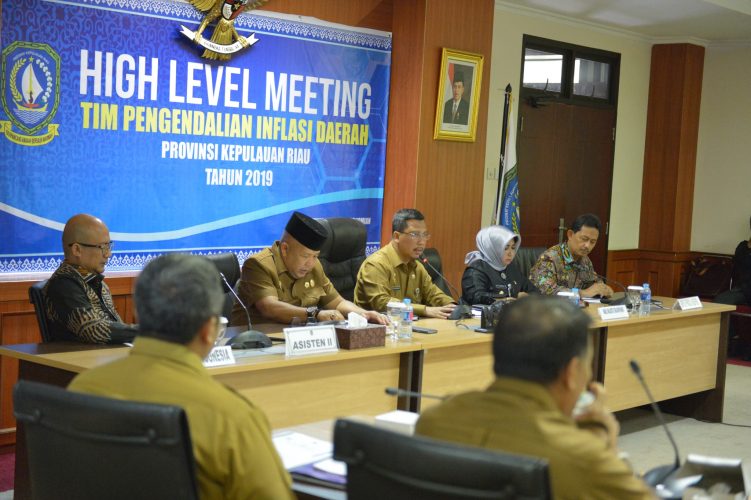 HIGH LEVEL MEETING
TIM PENGENDALIAN INFLASI DAERAH
PROVINSI KEPULAUAN RIAU
TAHUN 2019
ASISTEN II